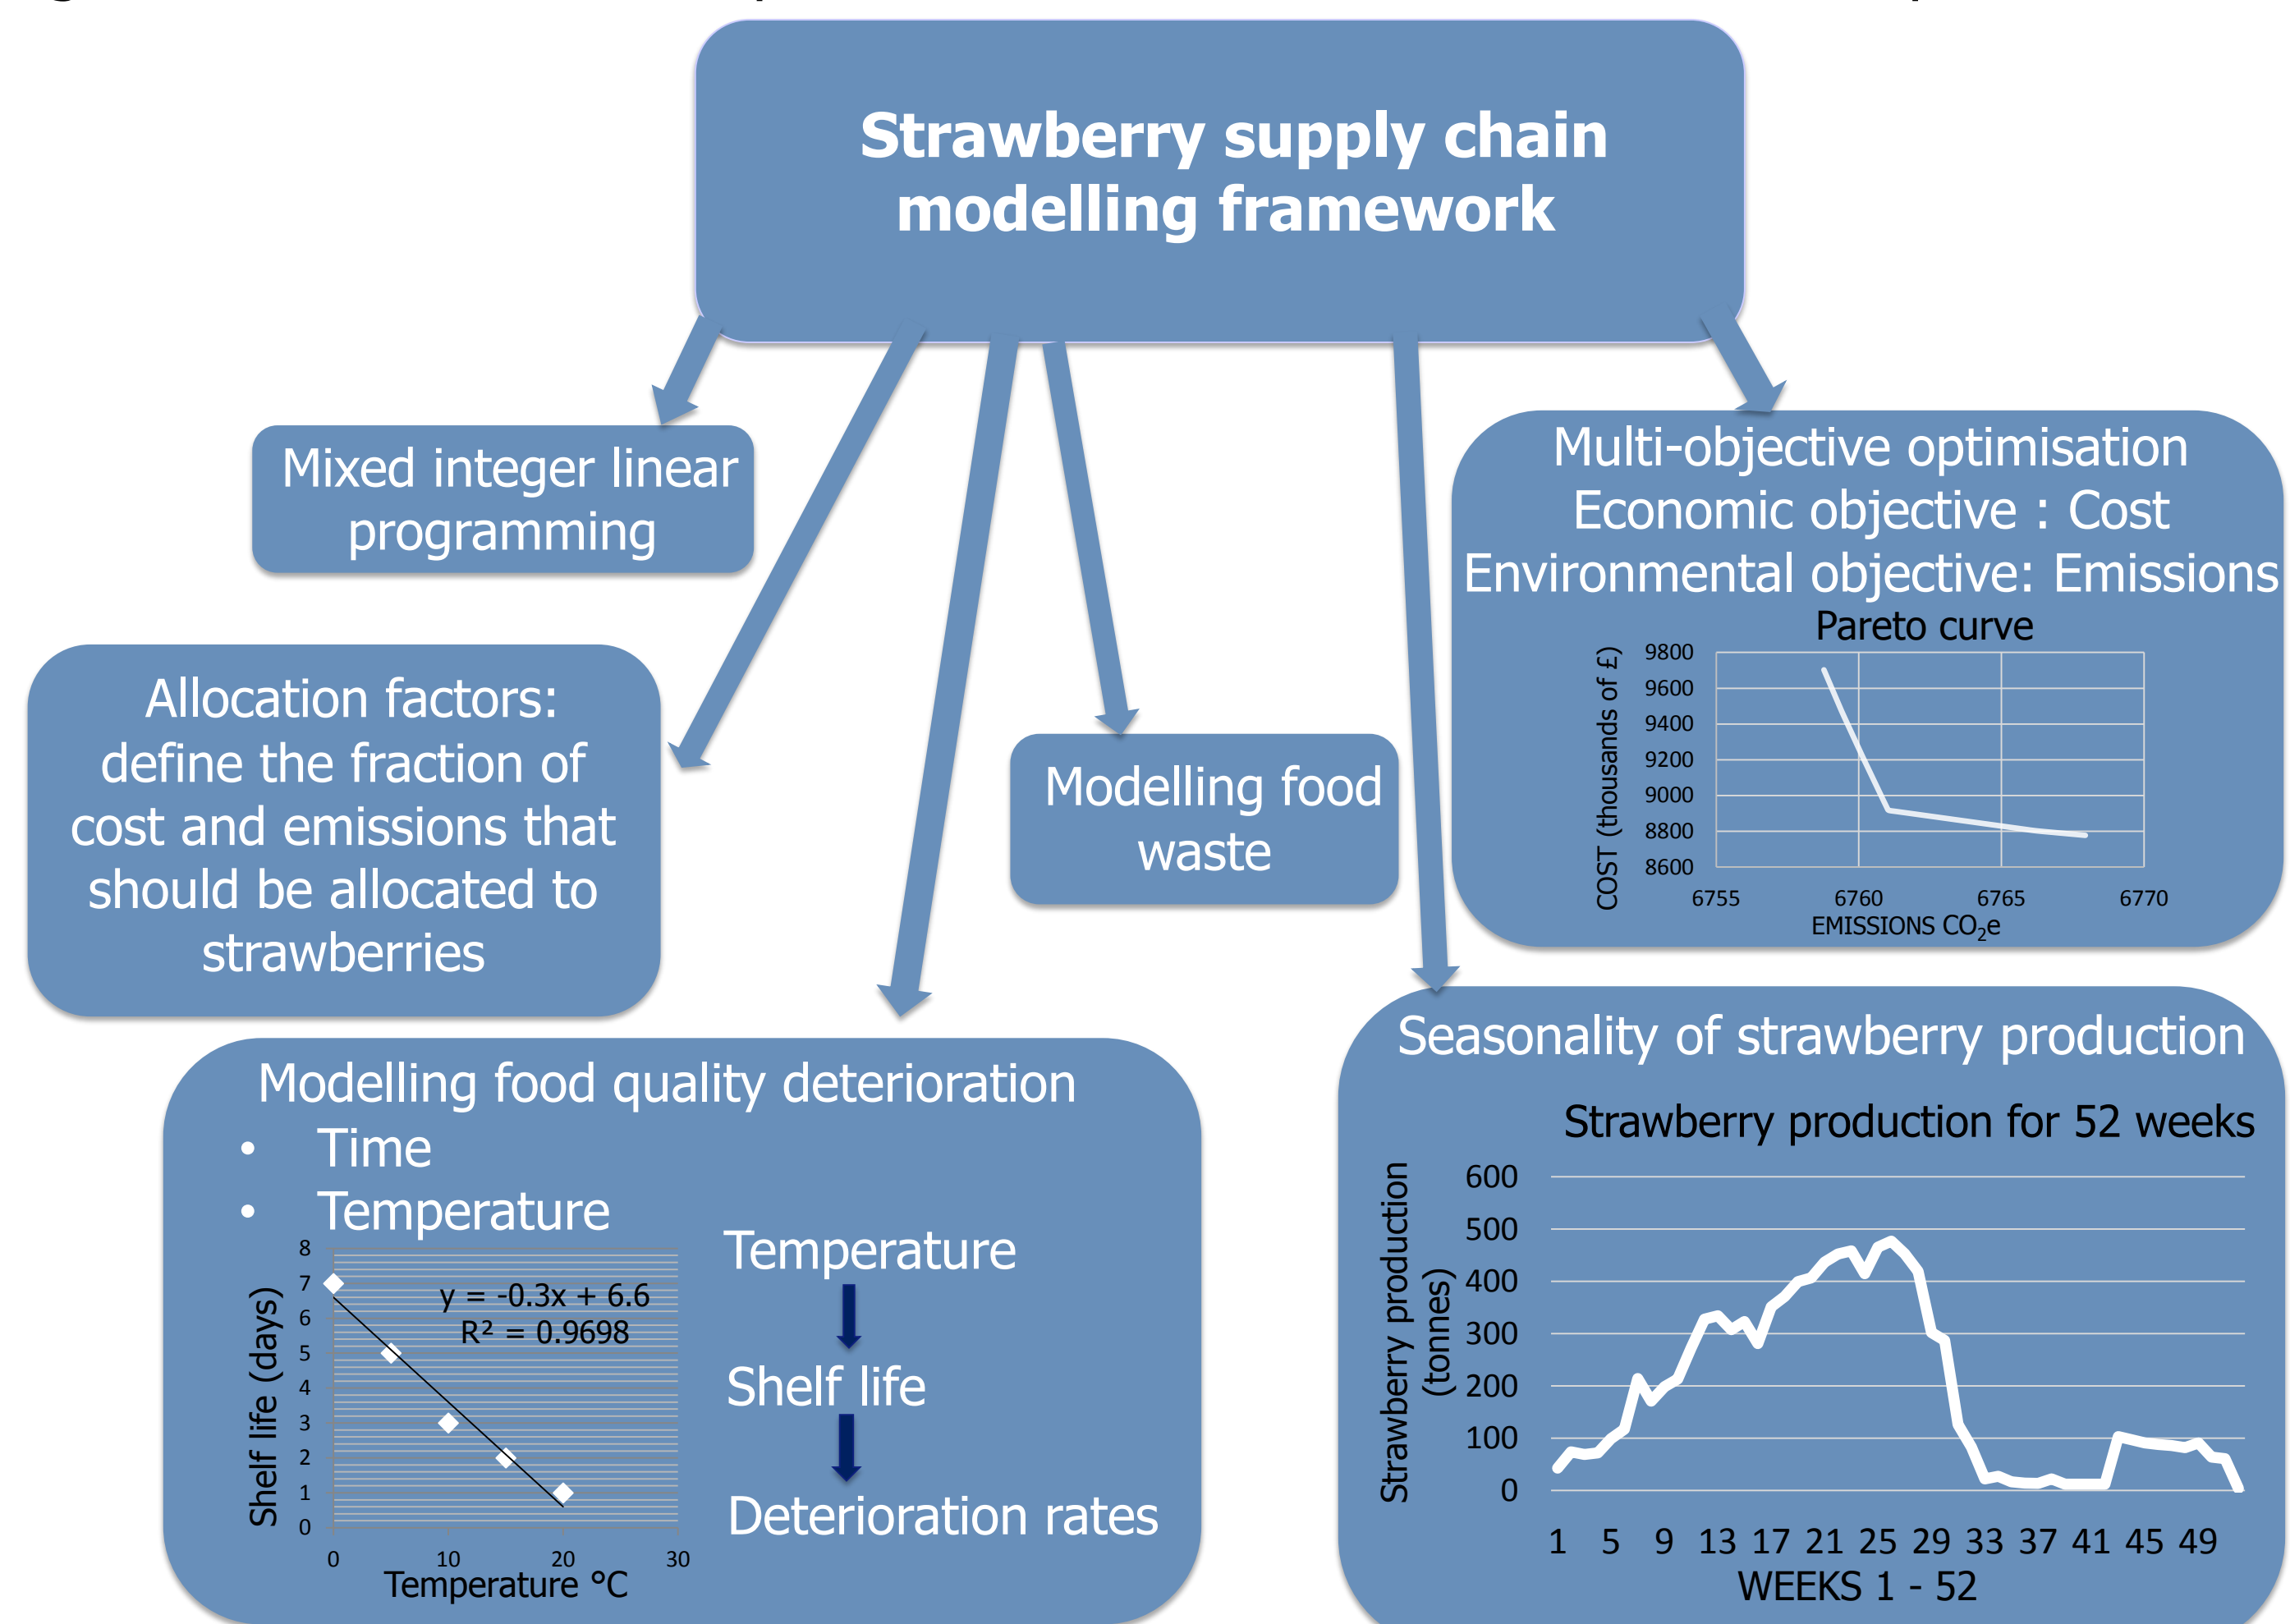 Strawberry supply chain
modelling framework
Mixed integer linear
programming
Multi-objective optimisation
Economic objective : Cost
Environmental objective: Emissions
Pareto curve
COST (thousands of £)
9800
9600
9400
9200
9000
8800
8600
6755 6760 6765 6770
EMISSIONS CO₂e
Allocation factors:
define the fraction of
cost and emissions that
should be allocated to
strawberries
Modelling food
waste
Modelling food quality deterioration
• Time
• Temperature
Shelf life (days)
8
7
6
5
4
3
2
1
0
y = -0.3x + 6.6
R² = 0.9698
0 10 20 30
Temperature °C
Temperature
Shelf life
Deterioration rates
Seasonality of strawberry production
Strawberry production for 52 weeks
Strawberry production
(tonnes)
600
500
400
300
200
100
0
1 5 9 13 17 21 25 29 33 37 41 45 49
WEEKS 1 - 52